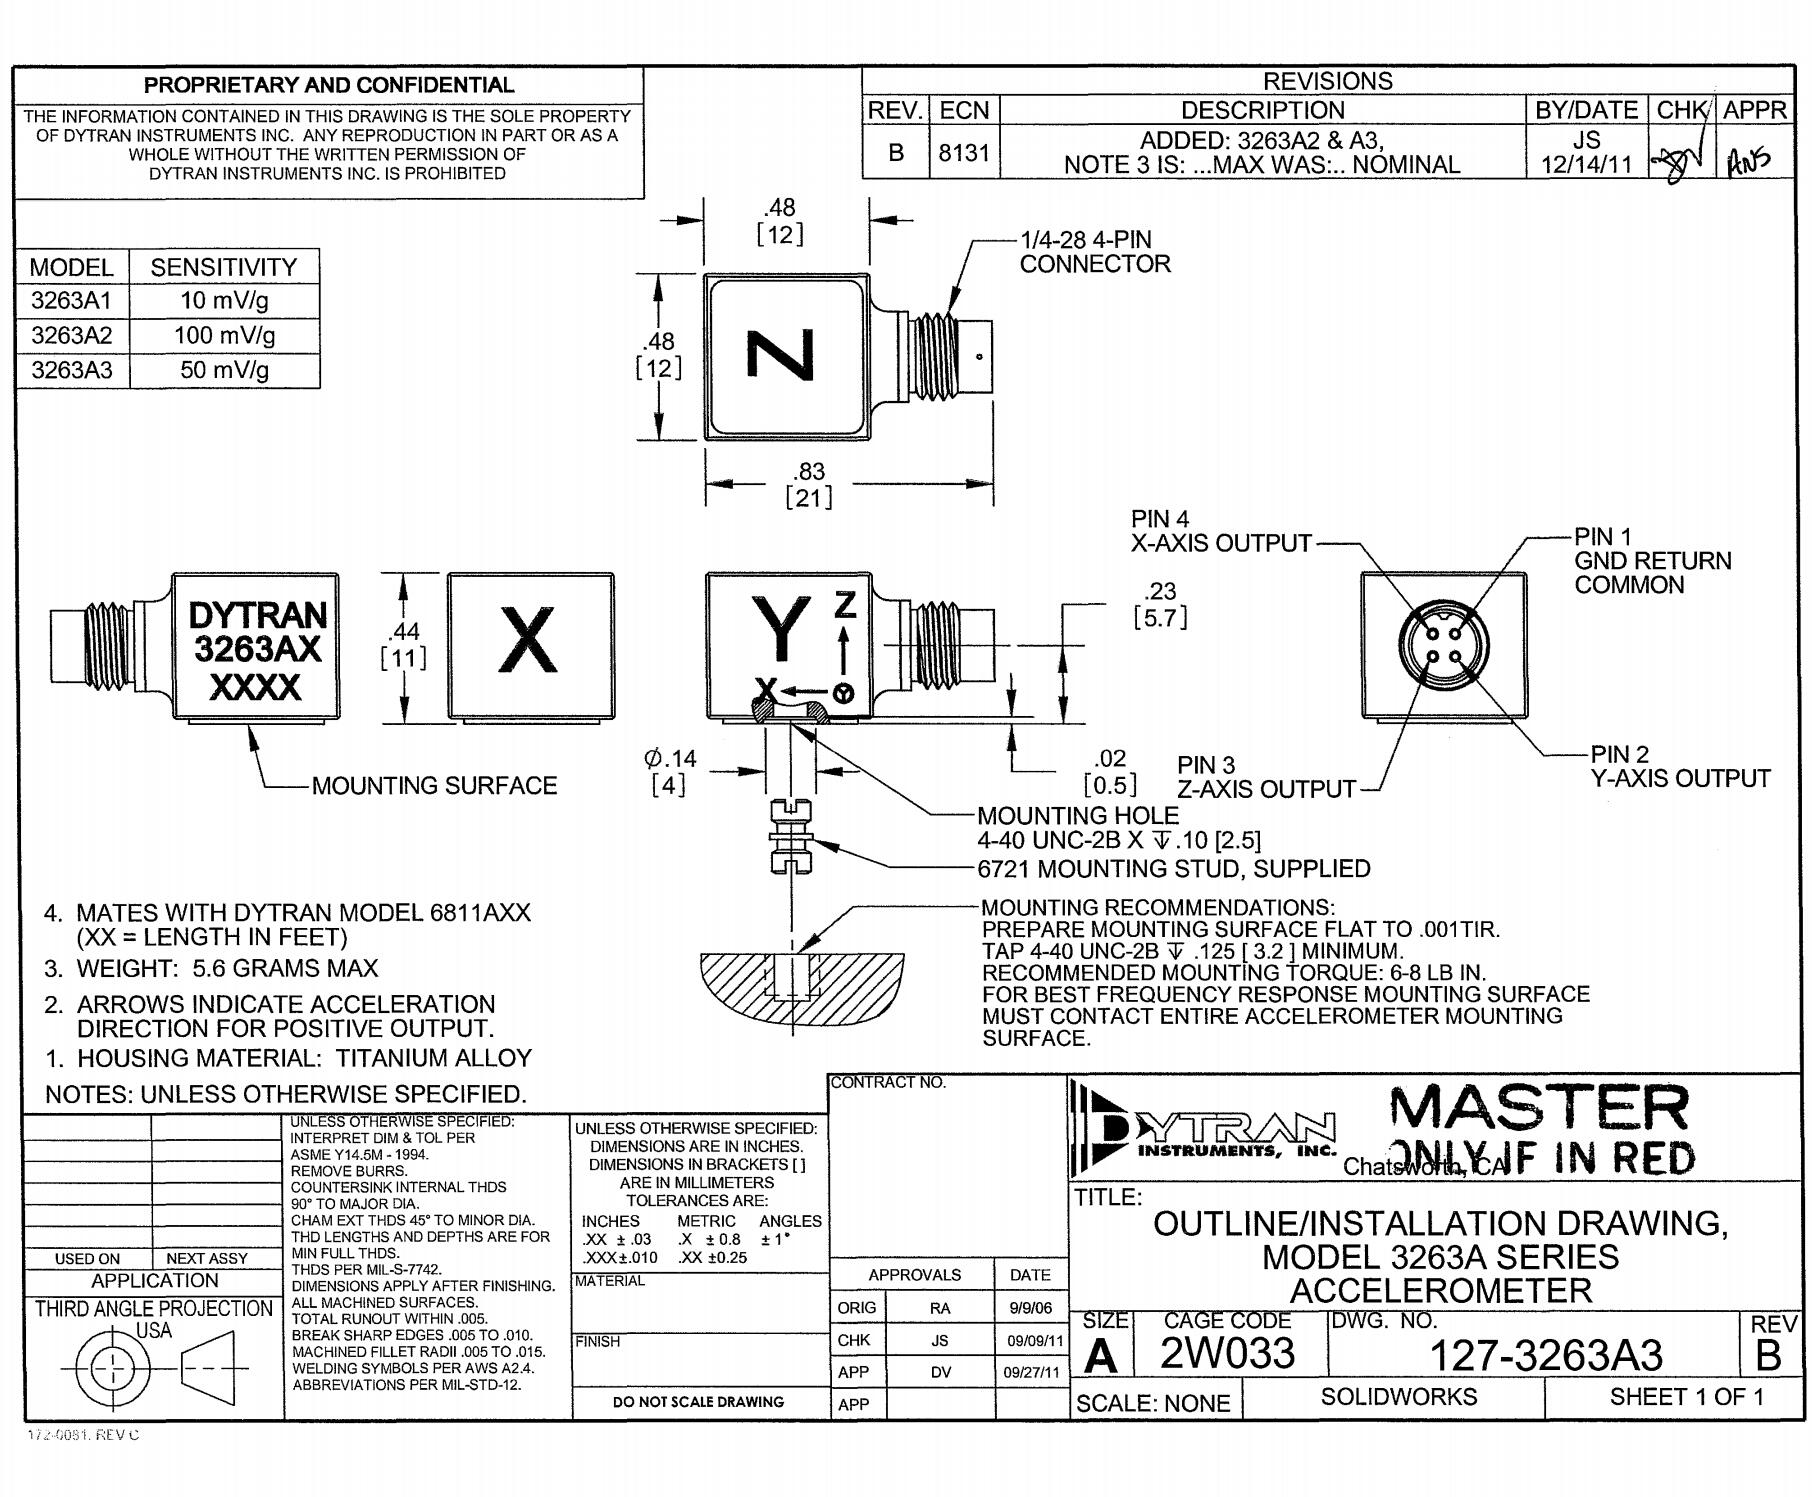 PROPRIETARY AND CONFIDENTIAL
THE INFORMATION CONTAINED IN THIS DRAWING IS THE SOLE PROPERTY
OF DYTRAN INSTRUMENTS INC. ANY REPRODUCTION IN PART OR AS A
WHOLE WITHOUT THE WRITTEN PERMISSION OF
DYTRAN INSTRUMENTS INC. IS PROHIBITED
REVISIONS
REV. ECN DESCRIPTION BY/DATE CHK APPR
B 8131 ADDED: 3263A2 & A3,
NOTE 3 IS: ...MAX WAS:.. NOMINAL
JS
12/14/11
ANS
MODEL SENSITIVITY
3263A1 10 mV/g
3263A2 100 mV/g
3263A3 50 mV/g
.48
[12]
1/4-28 4-PIN
CONNECTOR
.48
[12]
Z
.83
[21]
DYTRAN
3263AX
XXXX
MOUNTING SURFACE
.44
[11]
X
Y Z
X Y
.23
[5.7]
.02
[0.5]
∅.14
[4]
PIN 4
X-AXIS OUTPUT
PIN 1
GND RETURN
COMMON
PIN 3
Z-AXIS OUTPUT
PIN 2
Y-AXIS OUTPUT
MOUNTING HOLE
4-40 UNC-2B X ↧.10 [2.5]
6721 MOUNTING STUD, SUPPLIED
MOUNTING RECOMMENDATIONS:
PREPARE MOUNTING SURFACE FLAT TO .001TIR.
TAP 4-40 UNC-2B ↧ .125 [ 3.2 ] MINIMUM.
RECOMMENDED MOUNTING TORQUE: 6-8 LB IN.
FOR BEST FREQUENCY RESPONSE MOUNTING SURFACE
MUST CONTACT ENTIRE ACCELEROMETER MOUNTING
SURFACE.
4. MATES WITH DYTRAN MODEL 6811AXX
(XX = LENGTH IN FEET)
3. WEIGHT: 5.6 GRAMS MAX
2. ARROWS INDICATE ACCELERATION
DIRECTION FOR POSITIVE OUTPUT.
1. HOUSING MATERIAL: TITANIUM ALLOY
NOTES: UNLESS OTHERWISE SPECIFIED.
USED ON NEXT ASSY
APPLICATION
THIRD ANGLE PROJECTION
USA
UNLESS OTHERWISE SPECIFIED:
INTERPRET DIM & TOL PER
ASME Y14.5M - 1994.
REMOVE BURRS.
COUNTERSINK INTERNAL THDS
90° TO MAJOR DIA.
CHAM EXT THDS 45° TO MINOR DIA.
THD LENGTHS AND DEPTHS ARE FOR
MIN FULL THDS.
THDS PER MIL-S-7742.
DIMENSIONS APPLY AFTER FINISHING.
ALL MACHINED SURFACES.
TOTAL RUNOUT WITHIN .005.
BREAK SHARP EDGES .005 TO .010.
MACHINED FILLET RADII .005 TO .015.
WELDING SYMBOLS PER AWS A2.4.
ABBREVIATIONS PER MIL-STD-12.
UNLESS OTHERWISE SPECIFIED:
DIMENSIONS ARE IN INCHES.
DIMENSIONS IN BRACKETS [ ]
ARE IN MILLIMETERS
TOLERANCES ARE:
INCHES METRIC ANGLES
.XX ± .03 .X ± 0.8 ± 1°
.XXX±.010 .XX ±0.25
MATERIAL
FINISH
DO NOT SCALE DRAWING
CONTRACT NO.
APPROVALS DATE
ORIG RA 9/9/06
CHK JS 09/09/11
APP DV 09/27/11
APP
DYTRAN
INSTRUMENTS, INC.
Chatsworth, CA
MASTER
ONLY IF IN RED
TITLE:
OUTLINE/INSTALLATION DRAWING,
MODEL 3263A SERIES
ACCELEROMETER
SIZE CAGE CODE DWG. NO. REV
A 2W033 127-3263A3 B
SCALE: NONE SOLIDWORKS SHEET 1 OF 1
172-0081. REV C